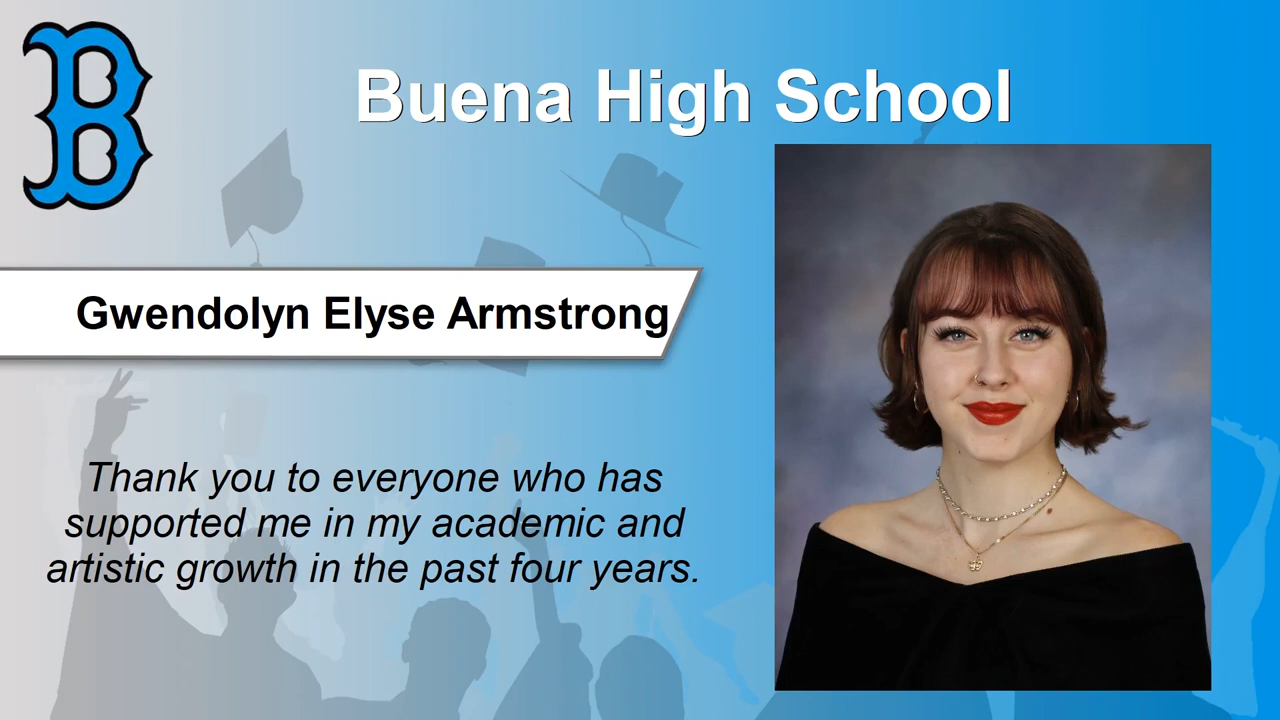 B
Buena High School
Gwendolyn Elyse Armstrong
Thank you to everyone who has
supported me in my academic and
artistic growth in the past four years.